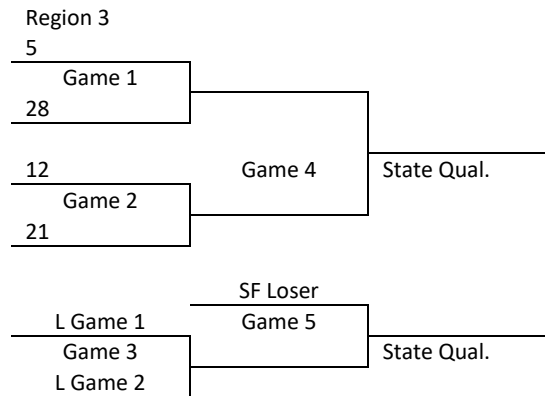 Region 3
5
Game 1
28
12
Game 4
State Qual.
Game 2
21
SF Loser
L Game 1
Game 5
Game 3
State Qual.
L Game 2